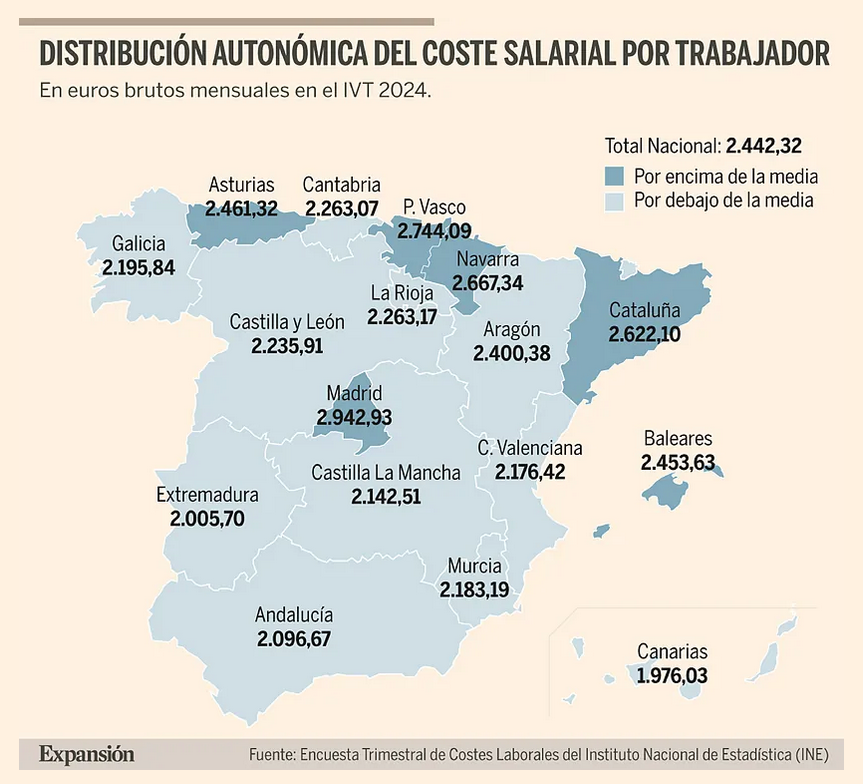 DISTRIBUCIÓN AUTONÓMICA DEL COSTE SALARIAL POR TRABAJADOR
En euros brutos mensuales en el IVT 2024.
Total Nacional: 2.442,32
Por encima de la media
Por debajo de la media
Asturias
2.461,32
Cantabria
2.263,07
P. Vasco
2.744,09
Galicia
2.195,84
Navarra
2.667,34
La Rioja
2.263,17
Castilla y León
2.235,91
Aragón
2.400,38
Cataluña
2.622,10
Madrid
2.942,93
C. Valenciana
2.176,42
Baleares
2.453,63
Castilla La Mancha
2.142,51
Extremadura
2.005,70
Murcia
2.183,19
Andalucía
2.096,67
Canarias
1.976,03
Expansión
Fuente: Encuesta Trimestral de Costes Laborales del Instituto Nacional de Estadística (INE)